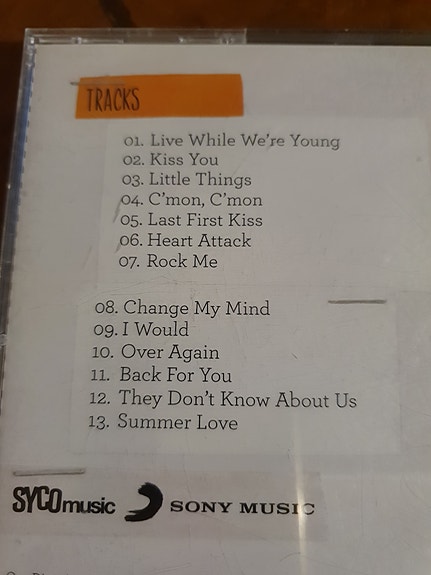 TRACKS
01. Live While We're Young
02. Kiss You
03. Little Things
04. C'mon, C'mon
05. Last First Kiss
06. Heart Attack
07. Rock Me
08. Change My Mind
09. I Would
10. Over Again
11. Back For You
12. They Don't Know About Us
13. Summer Love
SYCOmusic SONY MUSIC